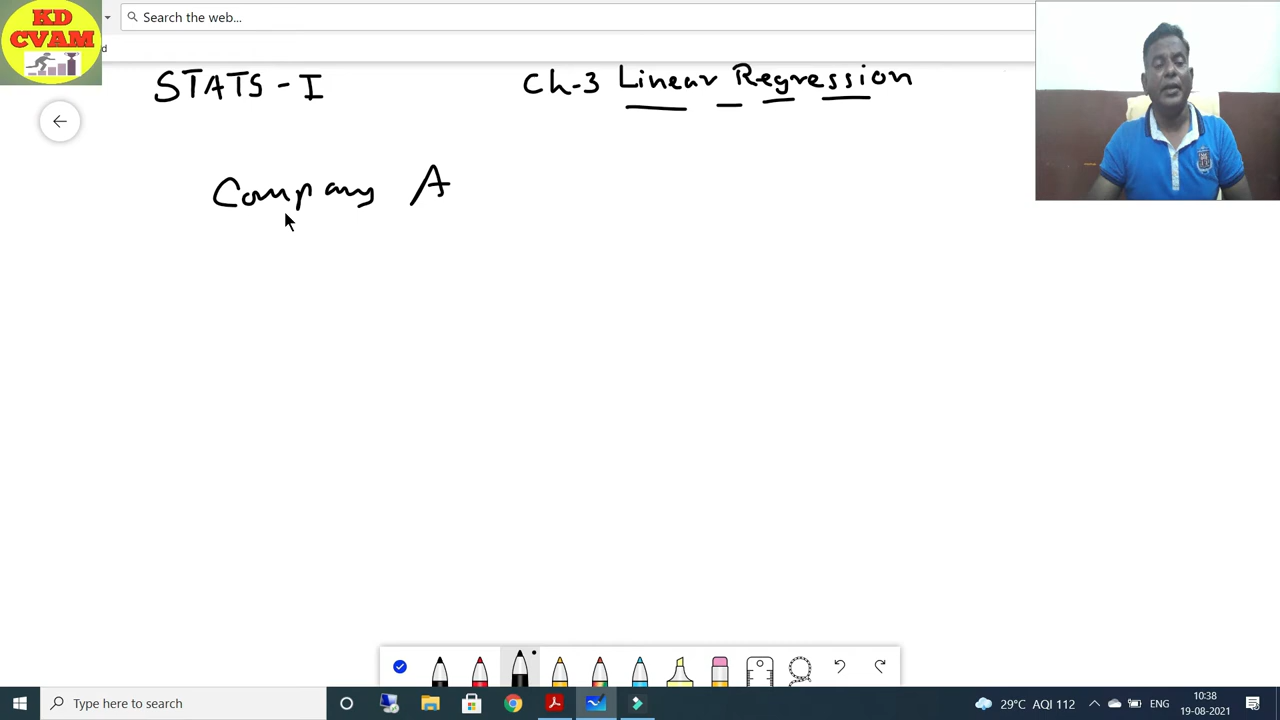 KD
CVAM
Search the web...
d
STATS - I
Ch-3 Linear Regression
Company A
Type here to search
29°C AQI 112
ENG
10:38
19-08-2021